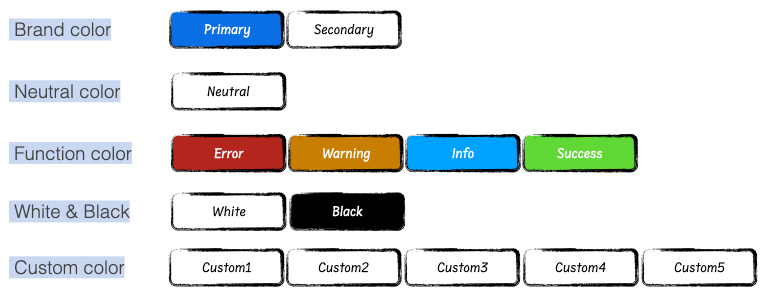 Brand color Primary Secondary
Neutral color Neutral
Function color Error Warning Info Success
White & Black White Black
Custom color Custom1 Custom2 Custom3 Custom4 Custom5